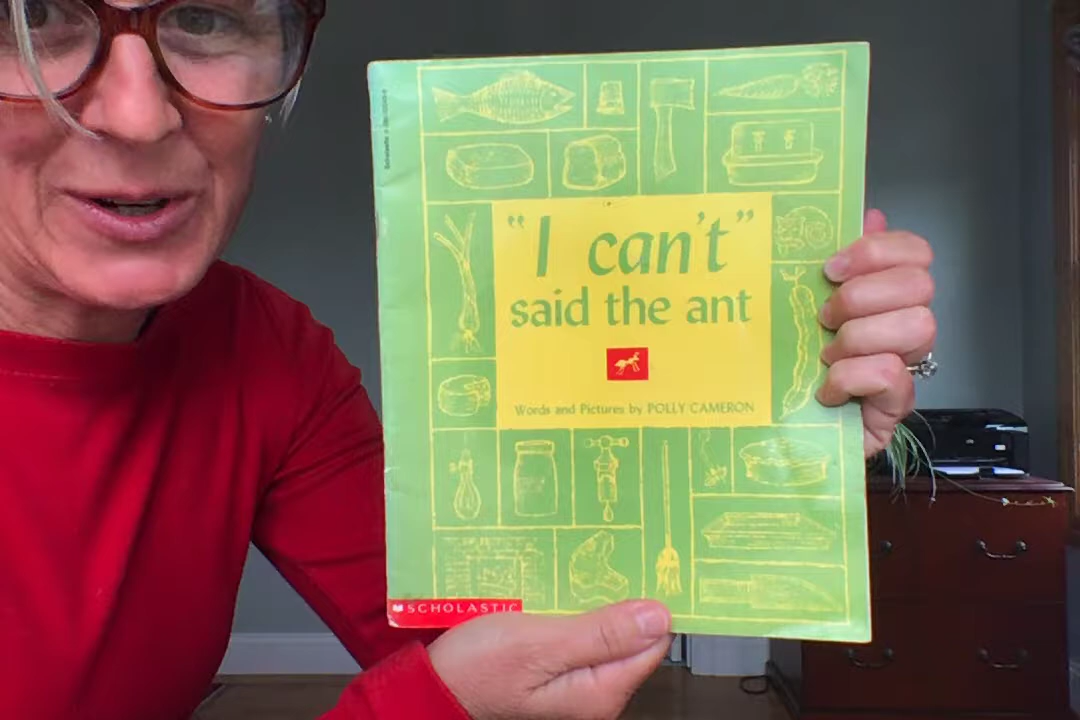 "I can't"
said the ant
Words and Pictures by POLLY CAMERON
SCHOLASTIC